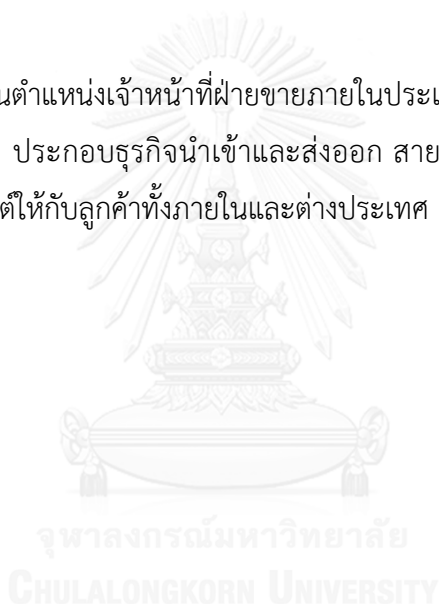 นตำแหน่งเจ้าหน้าที่ฝ่ายขายภายในประเ
ประกอบธุรกิจนำเข้าและส่งออก สาย
ต์ให้กับลูกค้าทั้งภายในและต่างประเทศ
จุฬาลงกรณ์มหาวิทยาลัย
CHULALONGKORN UNIVERSITY